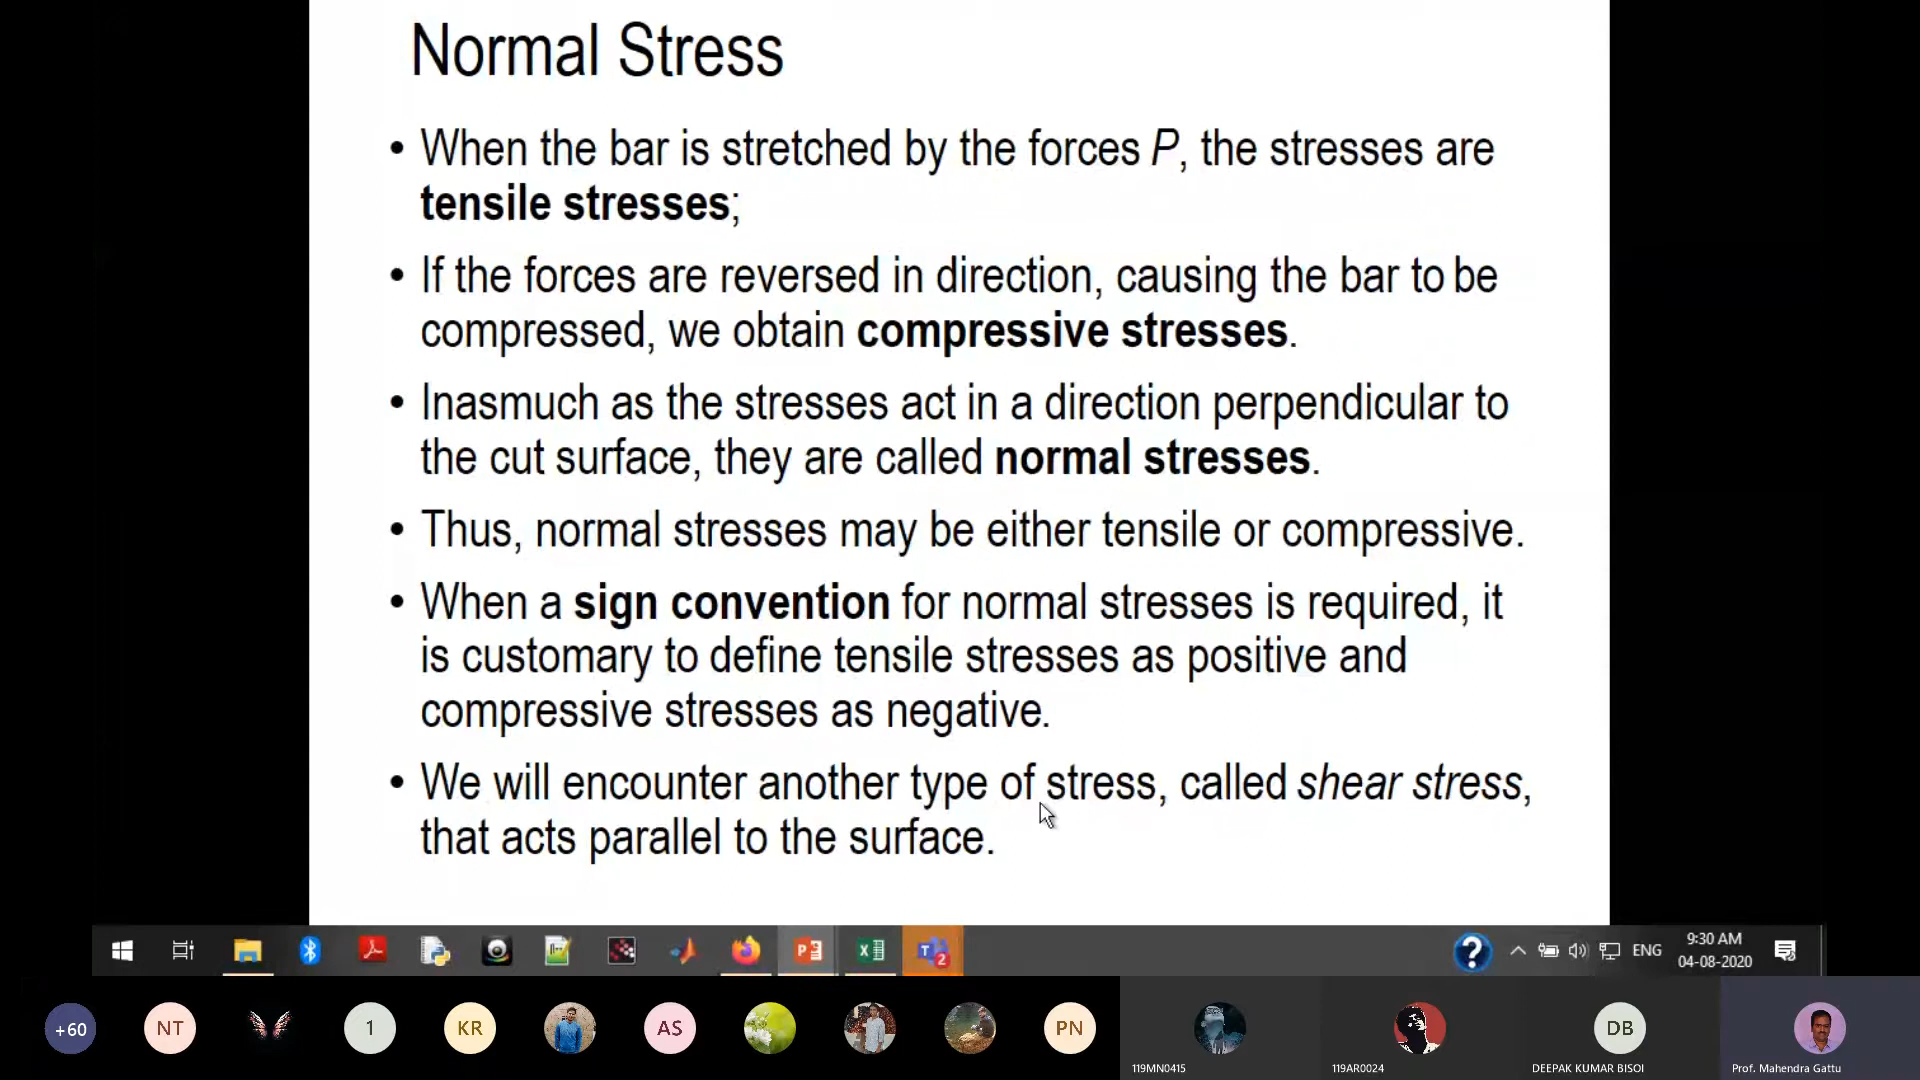 Normal Stress
• When the bar is stretched by the forces P, the stresses are
tensile stresses;
• If the forces are reversed in direction, causing the bar to be
compressed, we obtain compressive stresses.
• Inasmuch as the stresses act in a direction perpendicular to
the cut surface, they are called normal stresses.
• Thus, normal stresses may be either tensile or compressive.
• When a sign convention for normal stresses is required, it
is customary to define tensile stresses as positive and
compressive stresses as negative.
• We will encounter another type of stress, called shear stress,
that acts parallel to the surface.
2
ENG
9:30 AM
04-08-2020
+60
NT
1
KR
AS
PN
119MN0415
119AR0024
DB
DEEPAK KUMAR BISOI
Prof. Mahendra Gattu